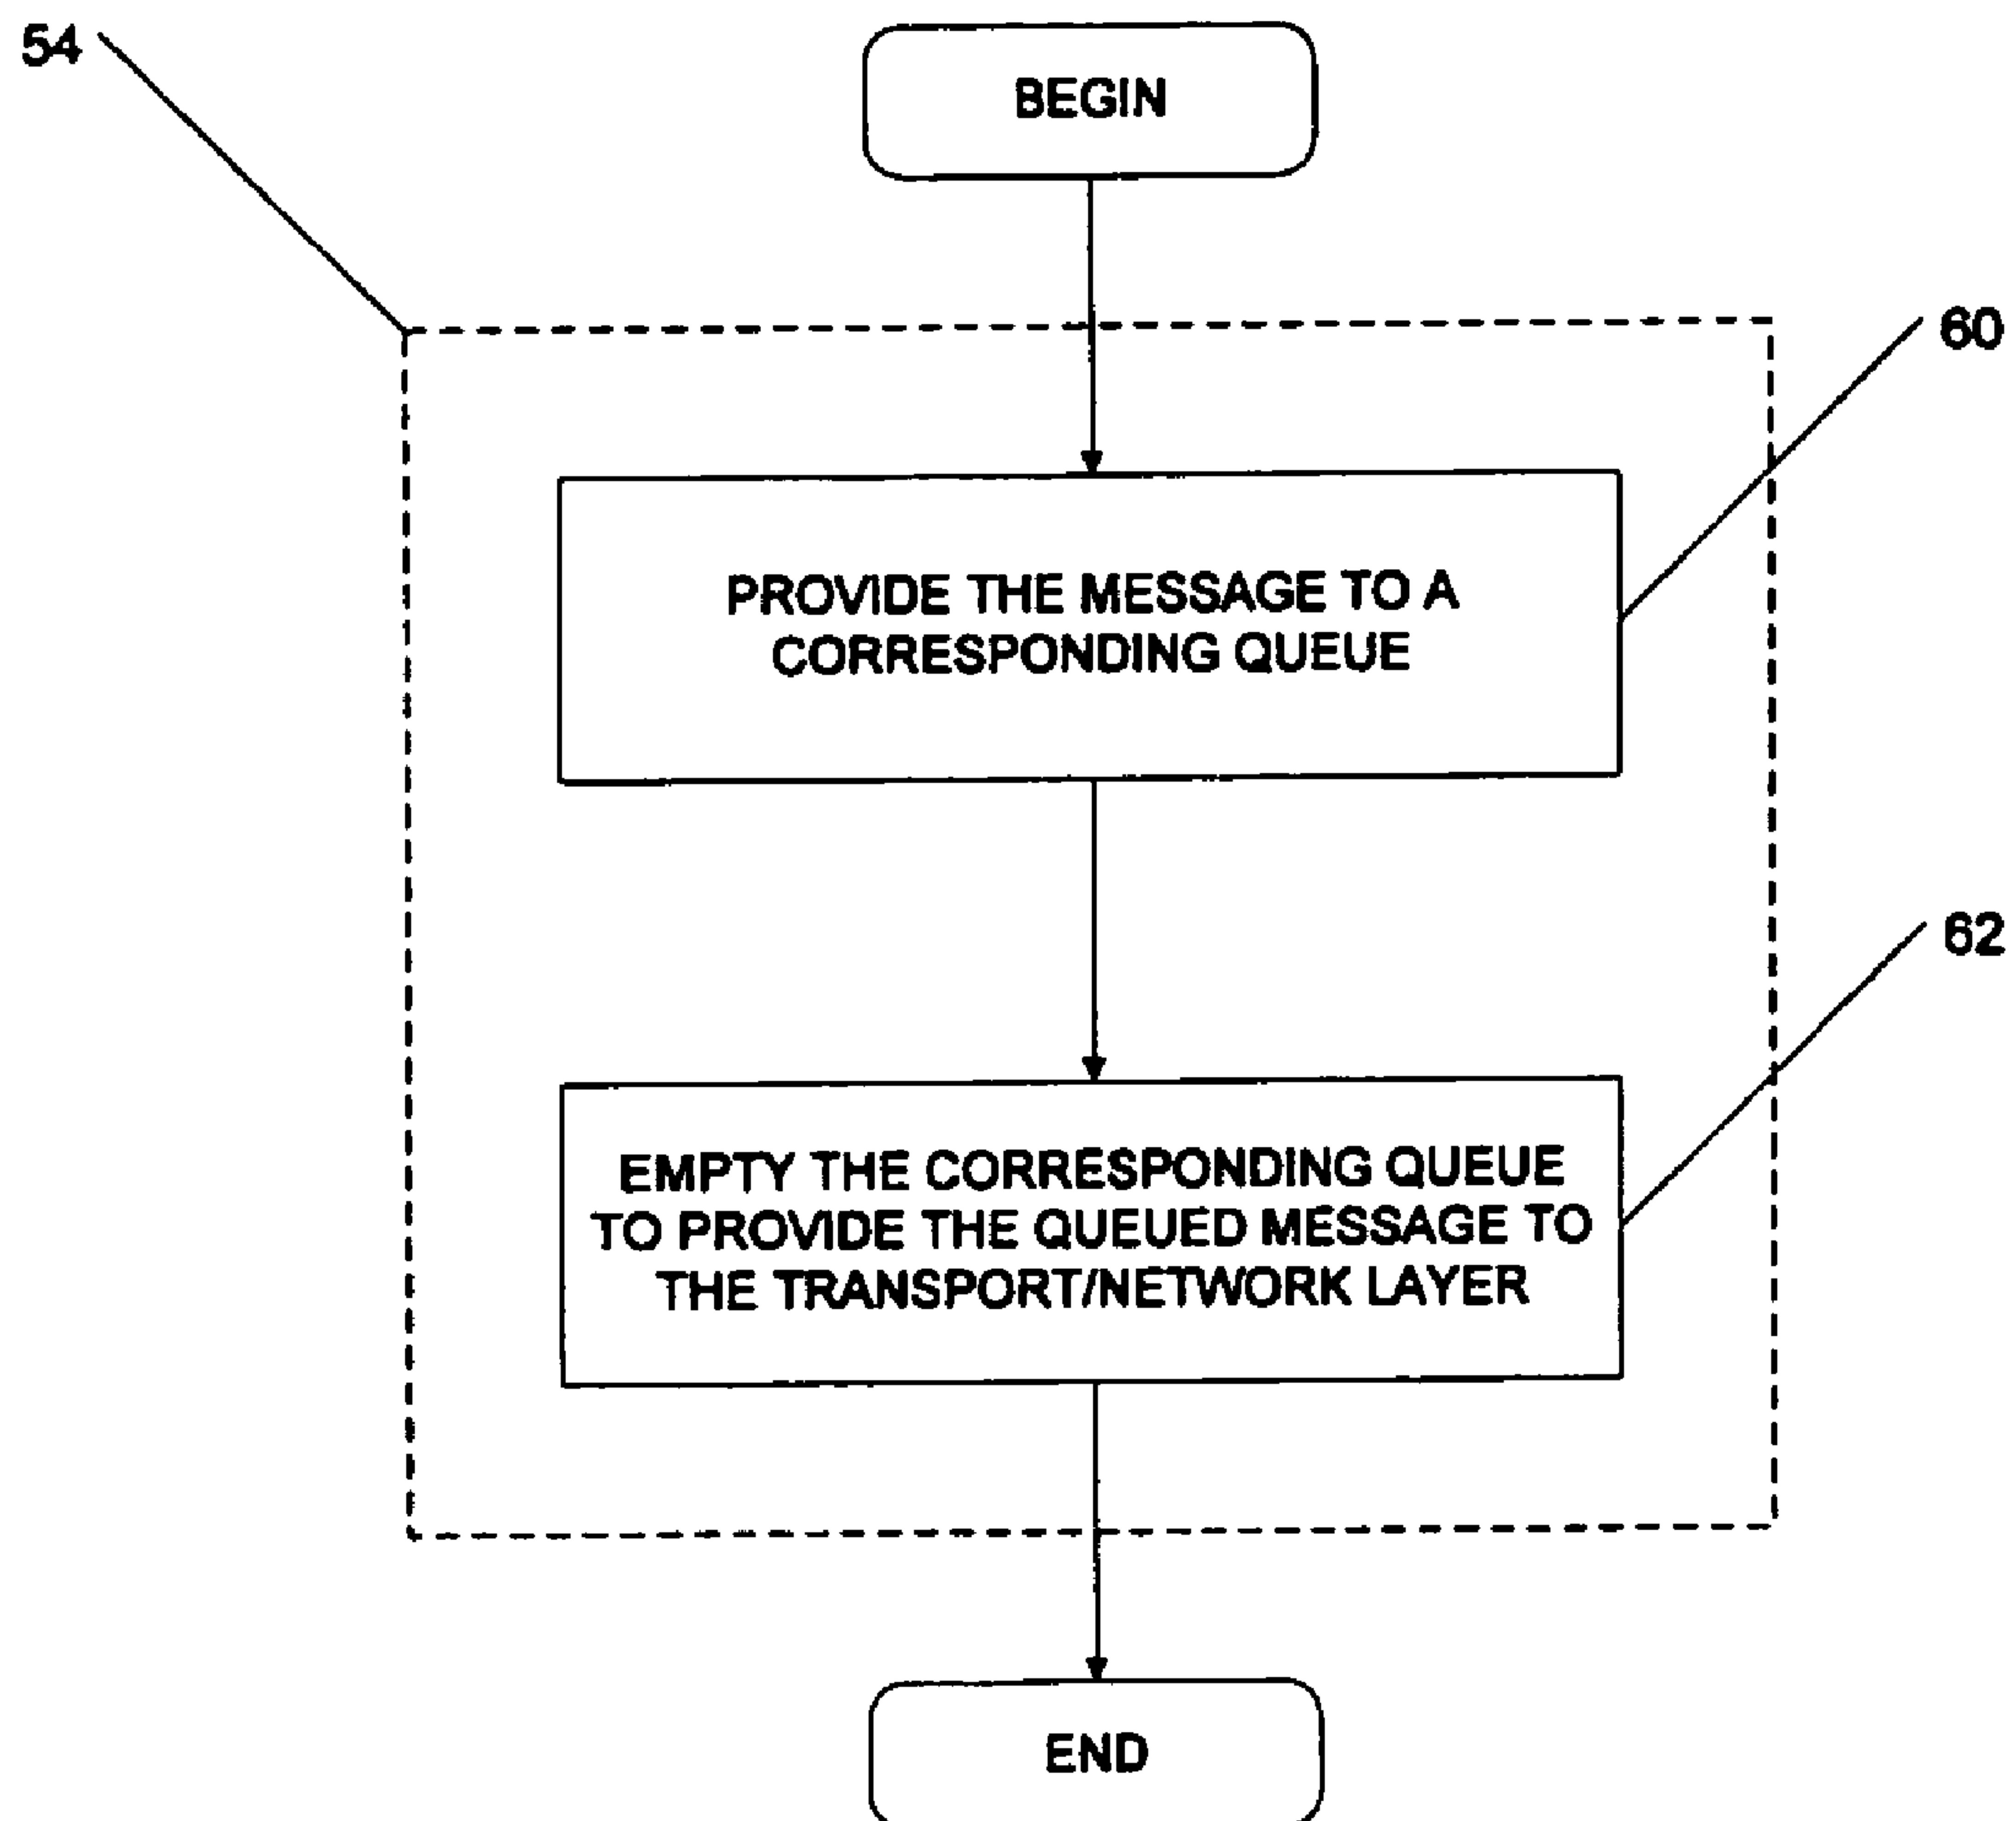 54
BEGIN
60
PROVIDE THE MESSAGE TO A
CORRESPONDING QUEUE
62
EMPTY THE CORRESPONDING QUEUE
TO PROVIDE THE QUEUED MESSAGE TO
THE TRANSPORT/NETWORK LAYER
END